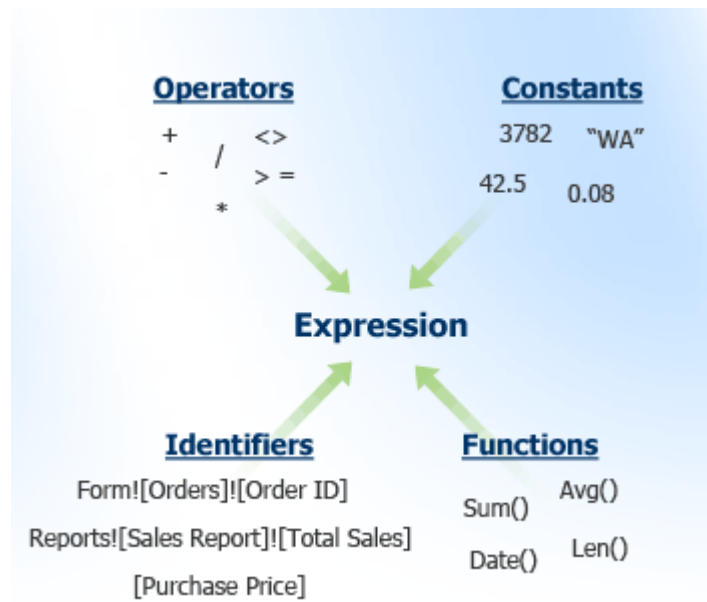 Operators
+ / <>
- > =
*
Constants
3782 “WA”
42.5 0.08
Expression
Identifiers
Form![Orders]![Order ID]
Reports![Sales Report]![Total Sales]
[Purchase Price]
Functions
Sum() Avg()
Date() Len()